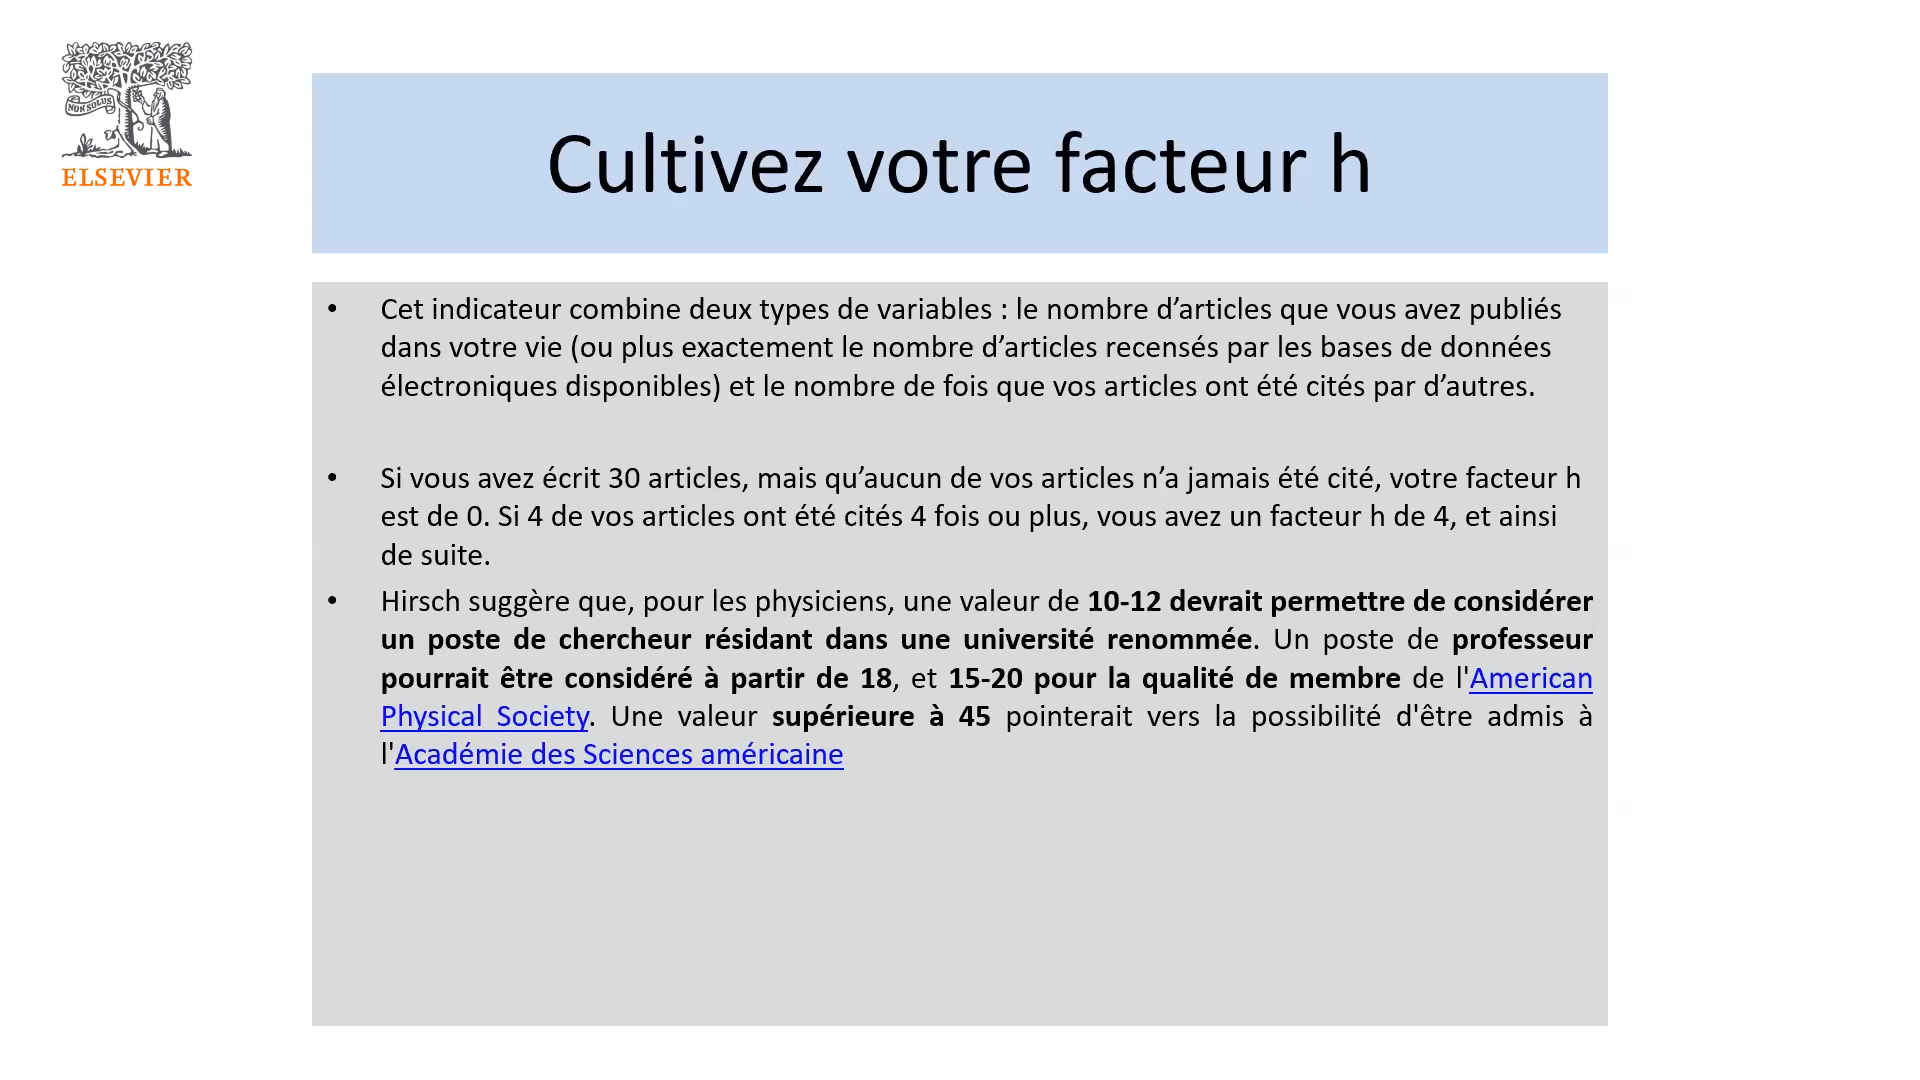 NON SOLUS
ELSEVIER
Cultivez votre facteur h
• Cet indicateur combine deux types de variables : le nombre d’articles que vous avez publiés
dans votre vie (ou plus exactement le nombre d’articles recensés par les bases de données
électroniques disponibles) et le nombre de fois que vos articles ont été cités par d’autres.
• Si vous avez écrit 30 articles, mais qu’aucun de vos articles n’a jamais été cité, votre facteur h
est de 0. Si 4 de vos articles ont été cités 4 fois ou plus, vous avez un facteur h de 4, et ainsi
de suite.
• Hirsch suggère que, pour les physiciens, une valeur de 10-12 devrait permettre de considérer
un poste de chercheur résidant dans une université renommée. Un poste de professeur
pourrait être considéré à partir de 18, et 15-20 pour la qualité de membre de l'American
Physical Society. Une valeur supérieure à 45 pointerait vers la possibilité d'être admis à
l'Académie des Sciences américaine